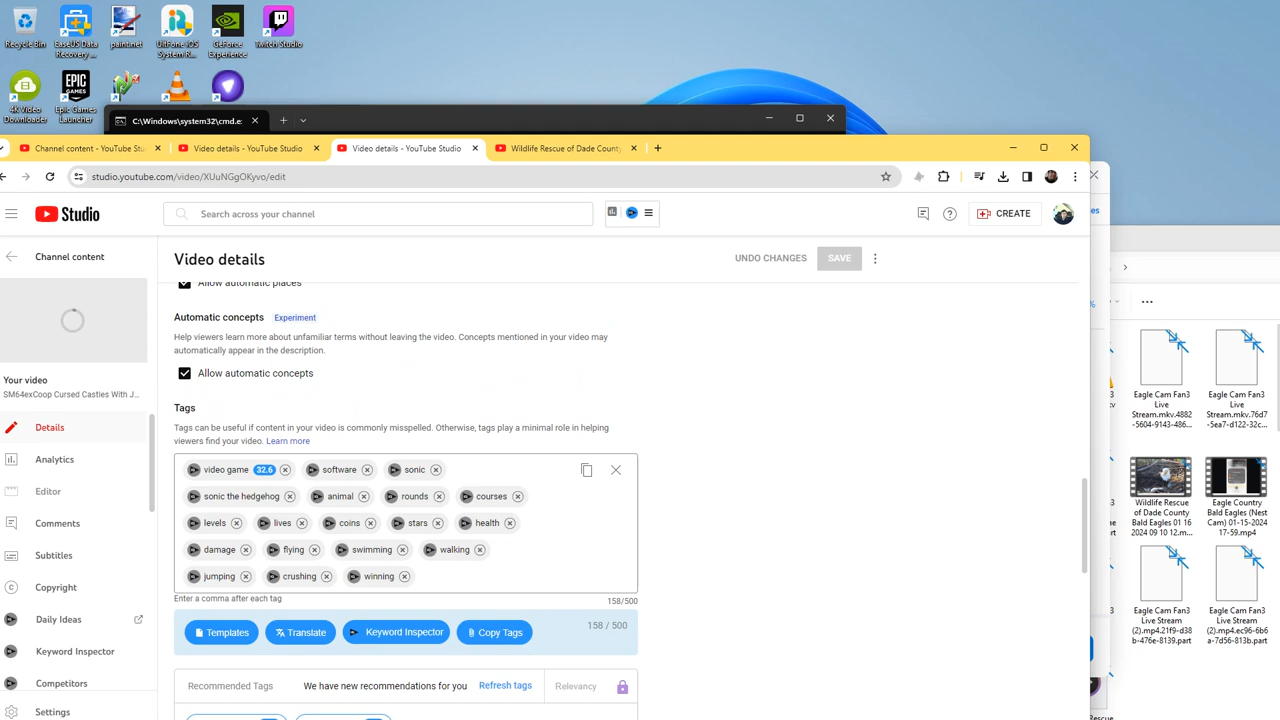 Recycle Bin
EaseUS Data Recovery ...
paint.net
UltFone iOS System R...
GeForce Experience
Twitch Studio
4K Video Downloader
Epic Games Launcher
C:\Windows\system32\cmd.e:
Channel content - YouTube Stu
Video details - YouTube Studio
Video details - YouTube Studio
Wildlife Rescue of Dade County
studio.youtube.com/video/XUuNGgOKyvo/edit
Studio
Search across your channel
CREATE
Channel content
Video details
UNDO CHANGES
SAVE
Allow automatic places
Automatic concepts
Experiment
Help viewers learn more about unfamiliar terms without leaving the video. Concepts mentioned in your video may
automatically appear in the description.
Allow automatic concepts
Your video
SM64exCoop Cursed Castles With J...
Details
Analytics
Editor
Comments
Subtitles
Copyright
Daily Ideas
Keyword Inspector
Competitors
Settings
Tags
Tags can be useful if content in your video is commonly misspelled. Otherwise, tags play a minimal role in helping
viewers find your video. Learn more
video game 32.6 software sonic
sonic the hedgehog animal rounds courses
levels lives coins stars health
damage flying swimming walking
jumping crushing winning
Enter a comma after each tag
158/500
Templates Translate Keyword Inspector Copy Tags
158 / 500
Recommended Tags We have new recommendations for you Refresh tags Relevancy
Eagle Cam Fan3
Live
Stream.mkv.4882
-5604-9143-486...
Eagle Cam Fan3
Live
Stream.mkv.76d7
-5ea7-d122-32c...
Wildlife Rescue
of Dade County
Bald Eagles 01 16
2024 09 10 12.m...
Eagle Country
Bald Eagles (Nest
Cam) 01-15-2024
17-59.mp4
Eagle Cam Fan3
Live Stream
(2).mp4.21f9-d38
b-476e-8139.part
Eagle Cam Fan3
Live Stream
(2).mp4.ec96-6b6
a-7d56-813b.part